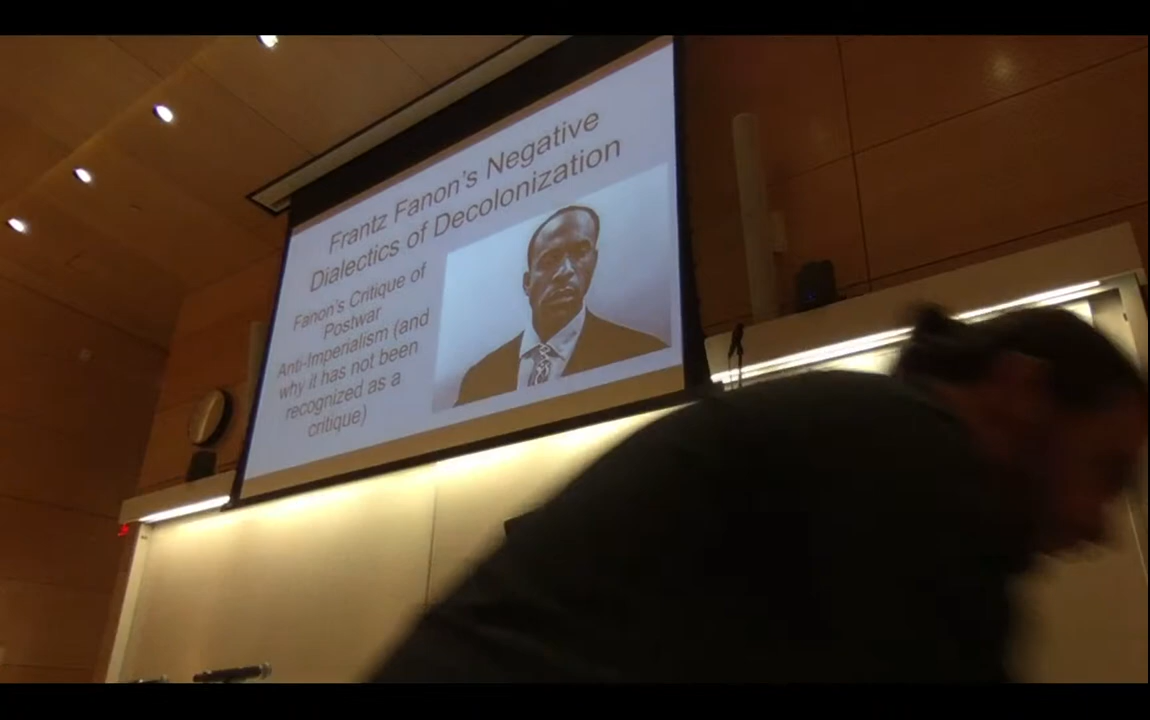 Frantz Fanon's Negative
Dialectics of Decolonization
Fanon's Critique of
Postwar
Anti-Imperialism (and
why it has not been
recognized as a
critique)